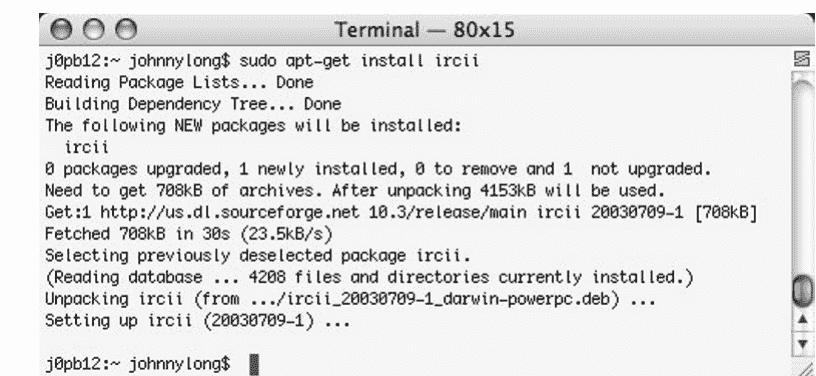 Terminal — 80x15
j0pb12:~ johnnylong$ sudo apt-get install ircii
Reading Package Lists... Done
Building Dependency Tree... Done
The following NEW packages will be installed:
  ircii
0 packages upgraded, 1 newly installed, 0 to remove and 1  not upgraded.
Need to get 708kB of archives. After unpacking 4153kB will be used.
Get:1 http://us.dl.sourceforge.net 10.3/release/main ircii 20030709-1 [708kB]
Fetched 708kB in 30s (23.5kB/s)
Selecting previously deselected package ircii.
(Reading database ... 4208 files and directories currently installed.)
Unpacking ircii (from .../ircii_20030709-1_darwin-powerpc.deb) ...
Setting up ircii (20030709-1) ...
j0pb12:~ johnnylong$